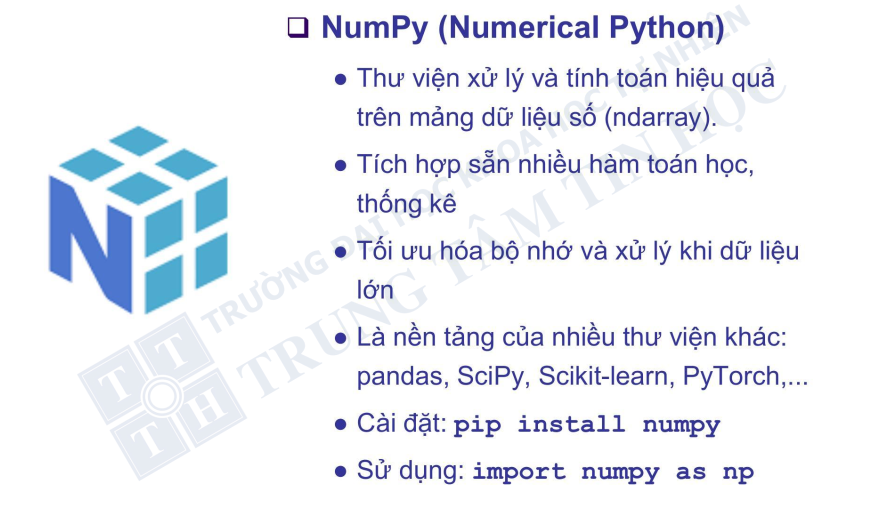 NumPy (Numerical Python)
Thư viện xử lý và tính toán hiệu quả
trên mảng dữ liệu số (ndarray).
Tích hợp sẵn nhiều hàm toán học,
thống kê
Tối ưu hóa bộ nhớ và xử lý khi dữ liệu
lớn
Là nền tảng của nhiều thư viện khác:
pandas, SciPy, Scikit-learn, PyTorch,...
Cài đặt: pip install numpy
Sử dụng: import numpy as np
N
TRƯỜNG ĐẠI HỌC KHOA HỌC TỰ NHIÊN
TRUNG TÂM TIN HỌC
T T
T H